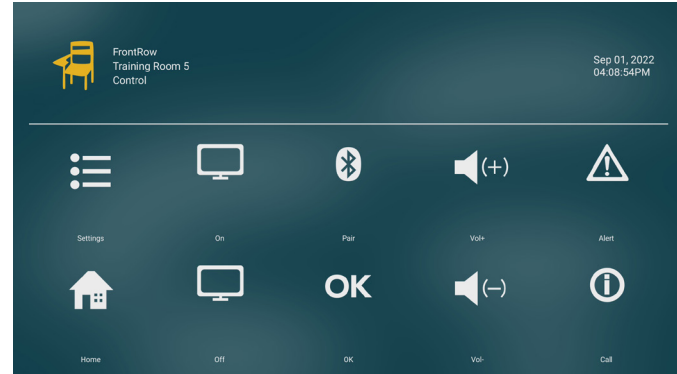 FrontRow
Training Room 5
Control
Sep 01, 2022
04:08:54PM
(+)
Settings
On
Pair
Vol+
Alert
OK
(−)
Home
Off
OK
Vol-
Call